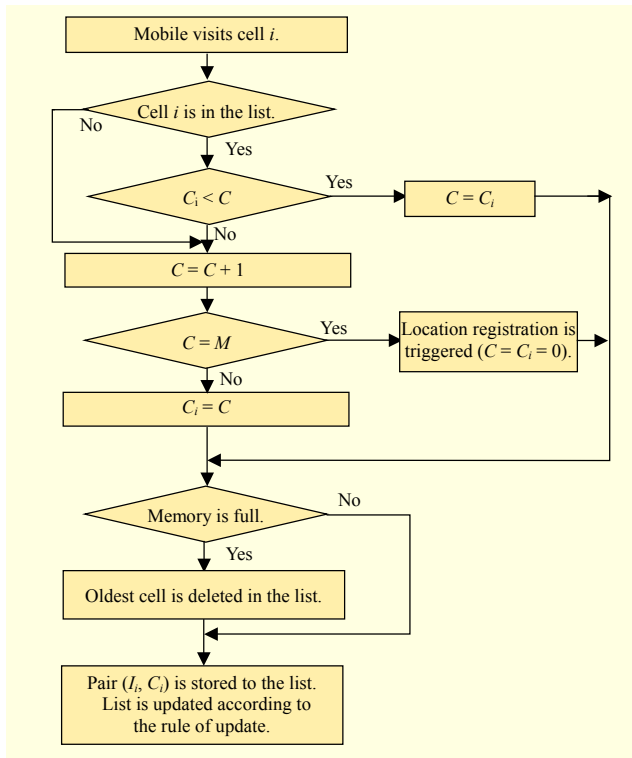 Mobile visits cell i.
Cell i is in the list.
No
Yes
Cᵢ < C
Yes
C = Cᵢ
No
C = C + 1
C = M
Yes
Location registration is
triggered (C = Cᵢ = 0).
No
Cᵢ = C
Memory is full.
No
Yes
Oldest cell is deleted in the list.
Pair (Iᵢ, Cᵢ) is stored to the list.
List is updated according to
the rule of update.